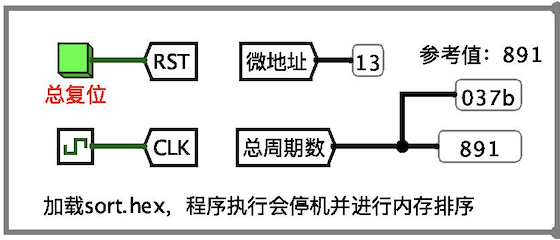 RST 微地址 13 参考值：891
总复位 037b
CLK 总周期数 891
加载sort.hex，程序执行会停机并进行内存排序